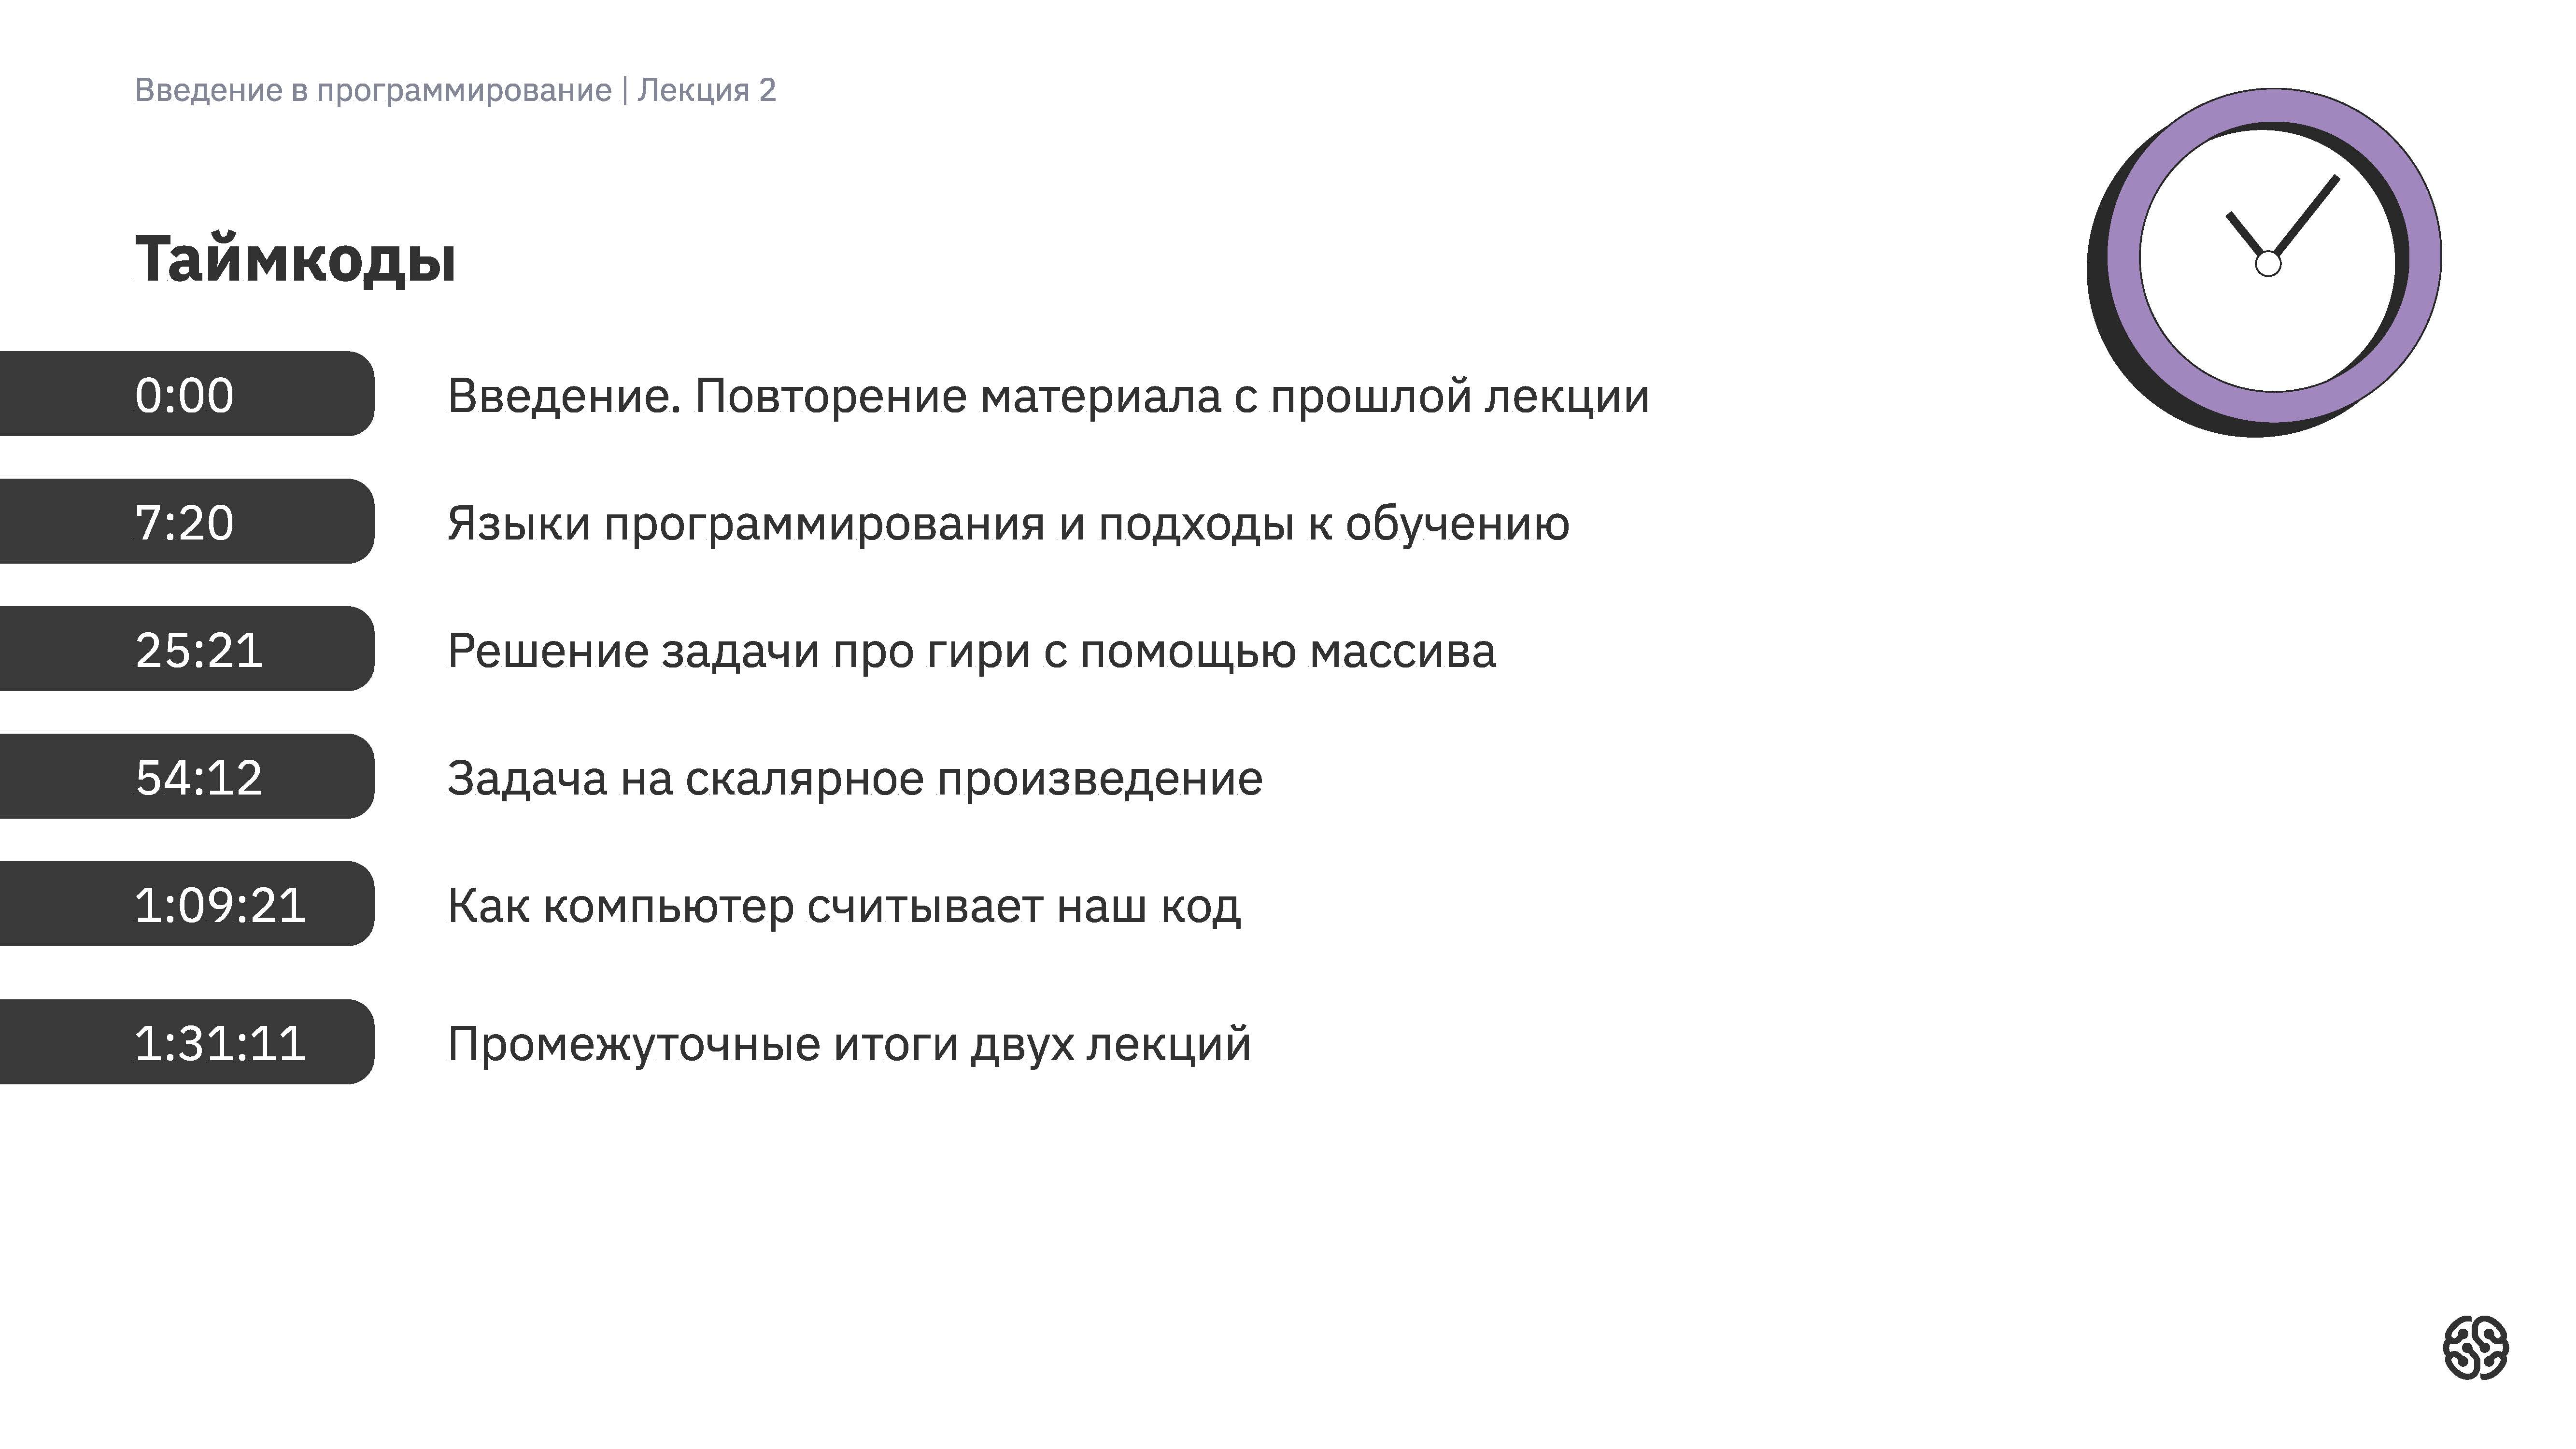 Введение в программирование | Лекция 2
Таймкоды
0:00 Введение. Повторение материала с прошлой лекции
7:20 Языки программирования и подходы к обучению
25:21 Решение задачи про гири с помощью массива
54:12 Задача на скалярное произведение
1:09:21 Как компьютер считывает наш код
1:31:11 Промежуточные итоги двух лекций